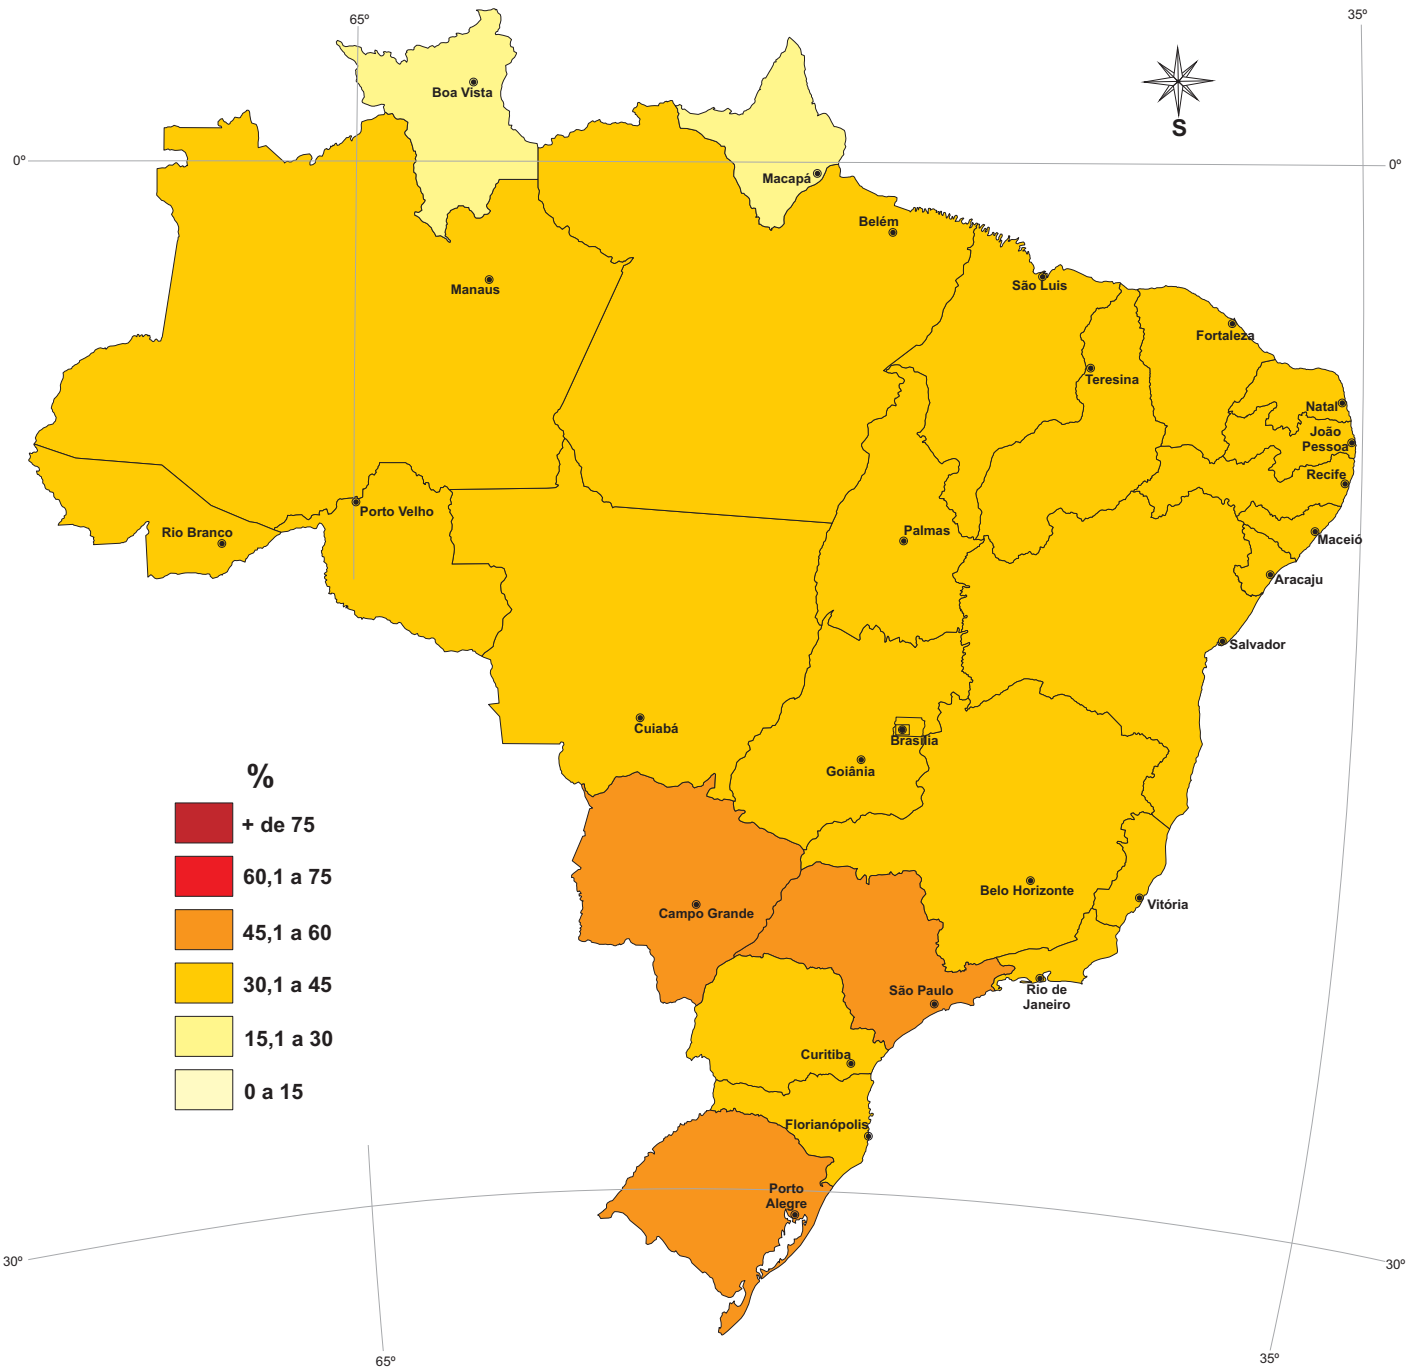 65º
35º
Boa Vista
S
0º
0º
Macapá
Belém
Manaus
São Luis
Fortaleza
Teresina
Natal
João
Pessoa
Recife
Porto Velho
Rio Branco
Palmas
Maceió
Aracaju
Salvador
Cuiabá
Brasília
Goiânia
%
+ de 75
60,1 a 75
45,1 a 60
30,1 a 45
15,1 a 30
0 a 15
Belo Horizonte
Vitória
Campo Grande
São Paulo
Rio de
Janeiro
Curitiba
Florianópolis
Porto
Alegre
30º
30º
65º
35º